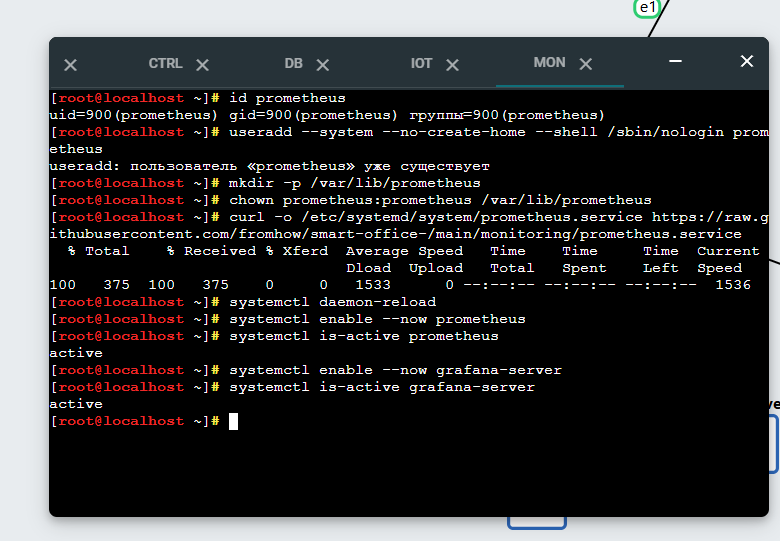 e1
CTRL DB IOT MON
[root@localhost ~]# id prometheus
uid=900(prometheus) gid=900(prometheus) группы=900(prometheus)
[root@localhost ~]# useradd --system --no-create-home --shell /sbin/nologin prom
etheus
useradd: пользователь «prometheus» уже существует
[root@localhost ~]# mkdir -p /var/lib/prometheus
[root@localhost ~]# chown prometheus:prometheus /var/lib/prometheus
[root@localhost ~]# curl -o /etc/systemd/system/prometheus.service https://raw.g
ithubusercontent.com/fromhow/smart-office-/main/monitoring/prometheus.service
  % Total    % Received % Xferd  Average Speed   Time    Time     Time  Current
                                 Dload  Upload   Total   Spent    Left  Speed
100   375  100   375    0     0   1533      0 --:--:-- --:--:-- --:--:--  1536
[root@localhost ~]# systemctl daemon-reload
[root@localhost ~]# systemctl enable --now prometheus
[root@localhost ~]# systemctl is-active prometheus
active
[root@localhost ~]# systemctl enable --now grafana-server
[root@localhost ~]# systemctl is-active grafana-server
active
[root@localhost ~]#